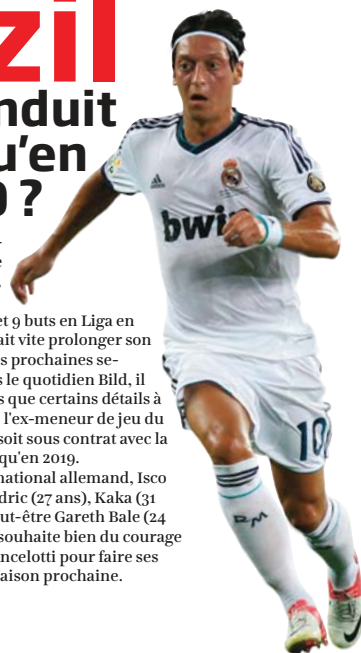 zil
nduit
u'en
?
et 9 buts en Liga en
ait vite prolonger son
s prochaines se-
s le quotidien Bild, il
s que certains détails à
l'ex-meneur de jeu du
soit sous contrat avec la
qu'en 2019.
national allemand, Isco
dric (27 ans), Kaka (31
ut-être Gareth Bale (24
souhaite bien du courage
ncelotti pour faire ses
aison prochaine.
adidas
bwin
10
RM